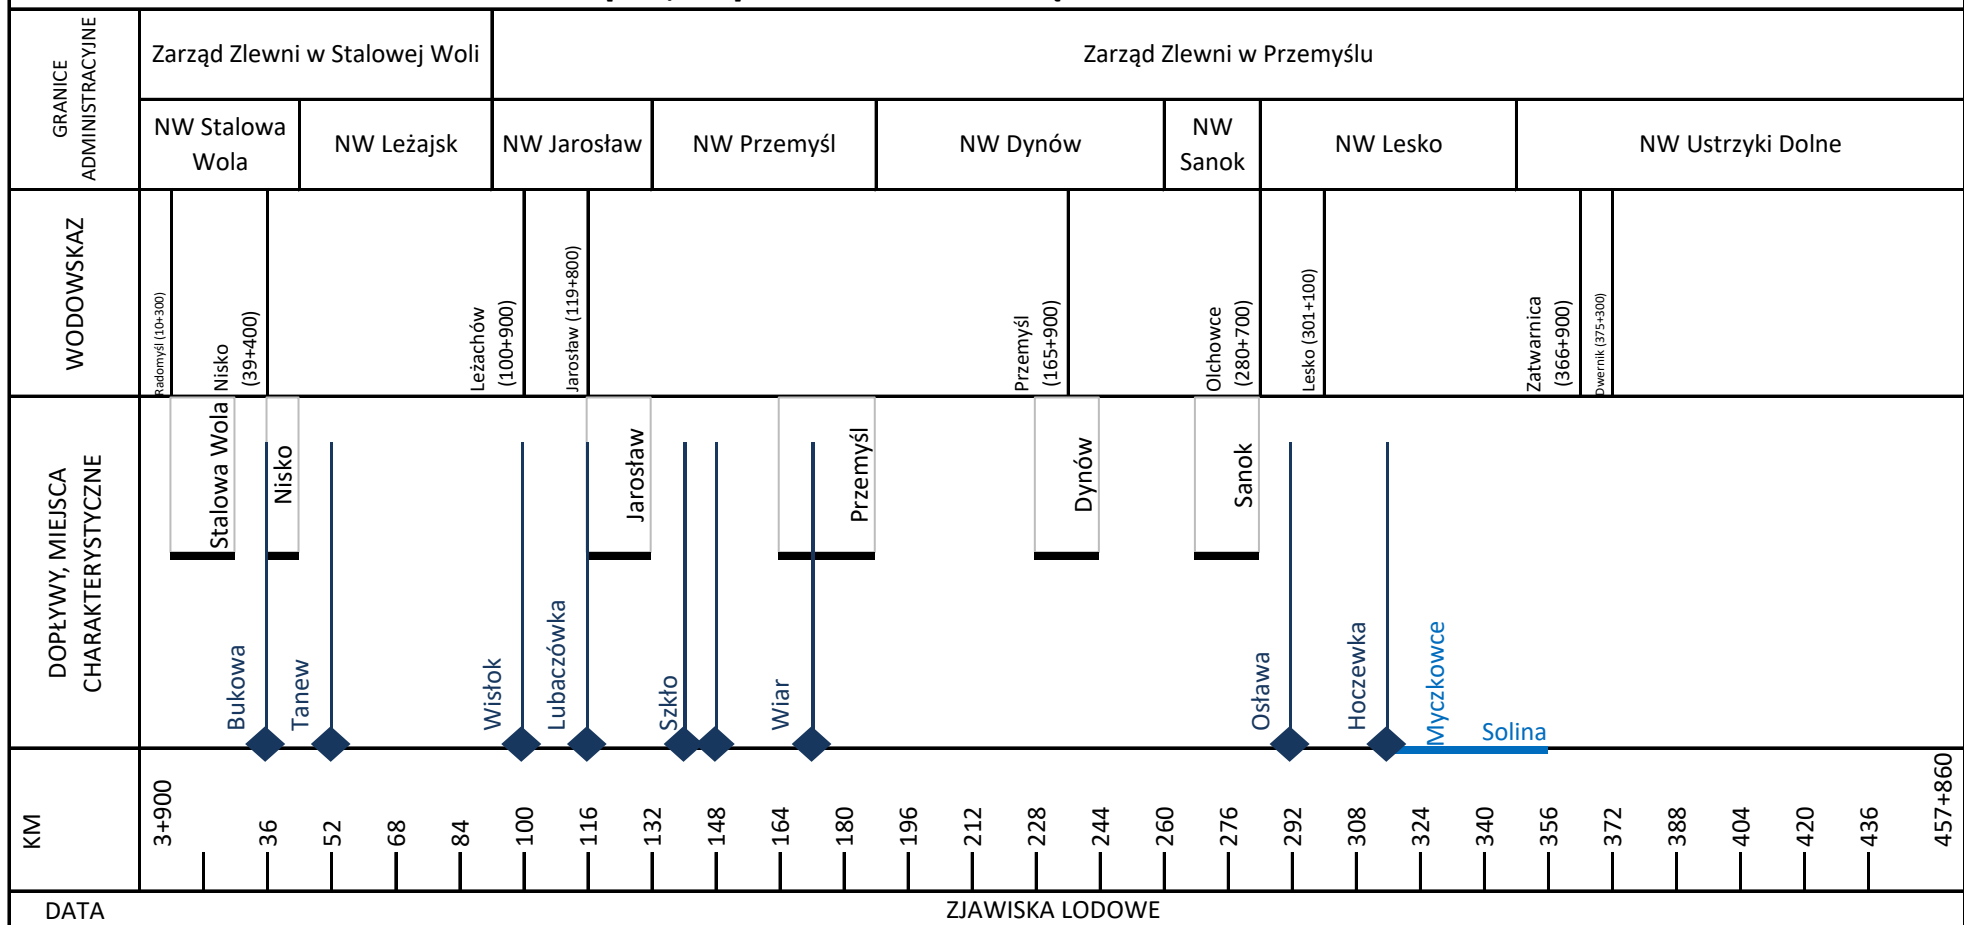 GRANICE
ADMINISTRACYJNE
Zarząd Zlewni w Stalowej Woli
Zarząd Zlewni w Przemyślu
NW Stalowa
Wola
NW Leżajsk
NW Jarosław
NW Przemyśl
NW Dynów
NW
Sanok
NW Lesko
NW Ustrzyki Dolne
WODOWSKAZ
Radomyśl (10+300)
Nisko
(39+400)
Leżachów
(100+900)
Jarosław (119+800)
Przemyśl
(165+900)
Olchowce
(280+700)
Lesko (301+100)
Zatwarnica
(366+900)
Dwernik (375+300)
DOPŁYWY, MIEJSCA
CHARAKTERYSTYCZNE
Stalowa Wola
Nisko
Jarosław
Przemyśl
Dynów
Sanok
Bukowa
Tanew
Wisłok
Lubaczówka
Szkło
Wiar
Osława
Hoczewka
Myczkowce
Solina
KM
3+900
36
52
68
84
100
116
132
148
164
180
196
212
228
244
260
276
292
308
324
340
356
372
388
404
420
436
457+860
DATA
ZJAWISKA LODOWE